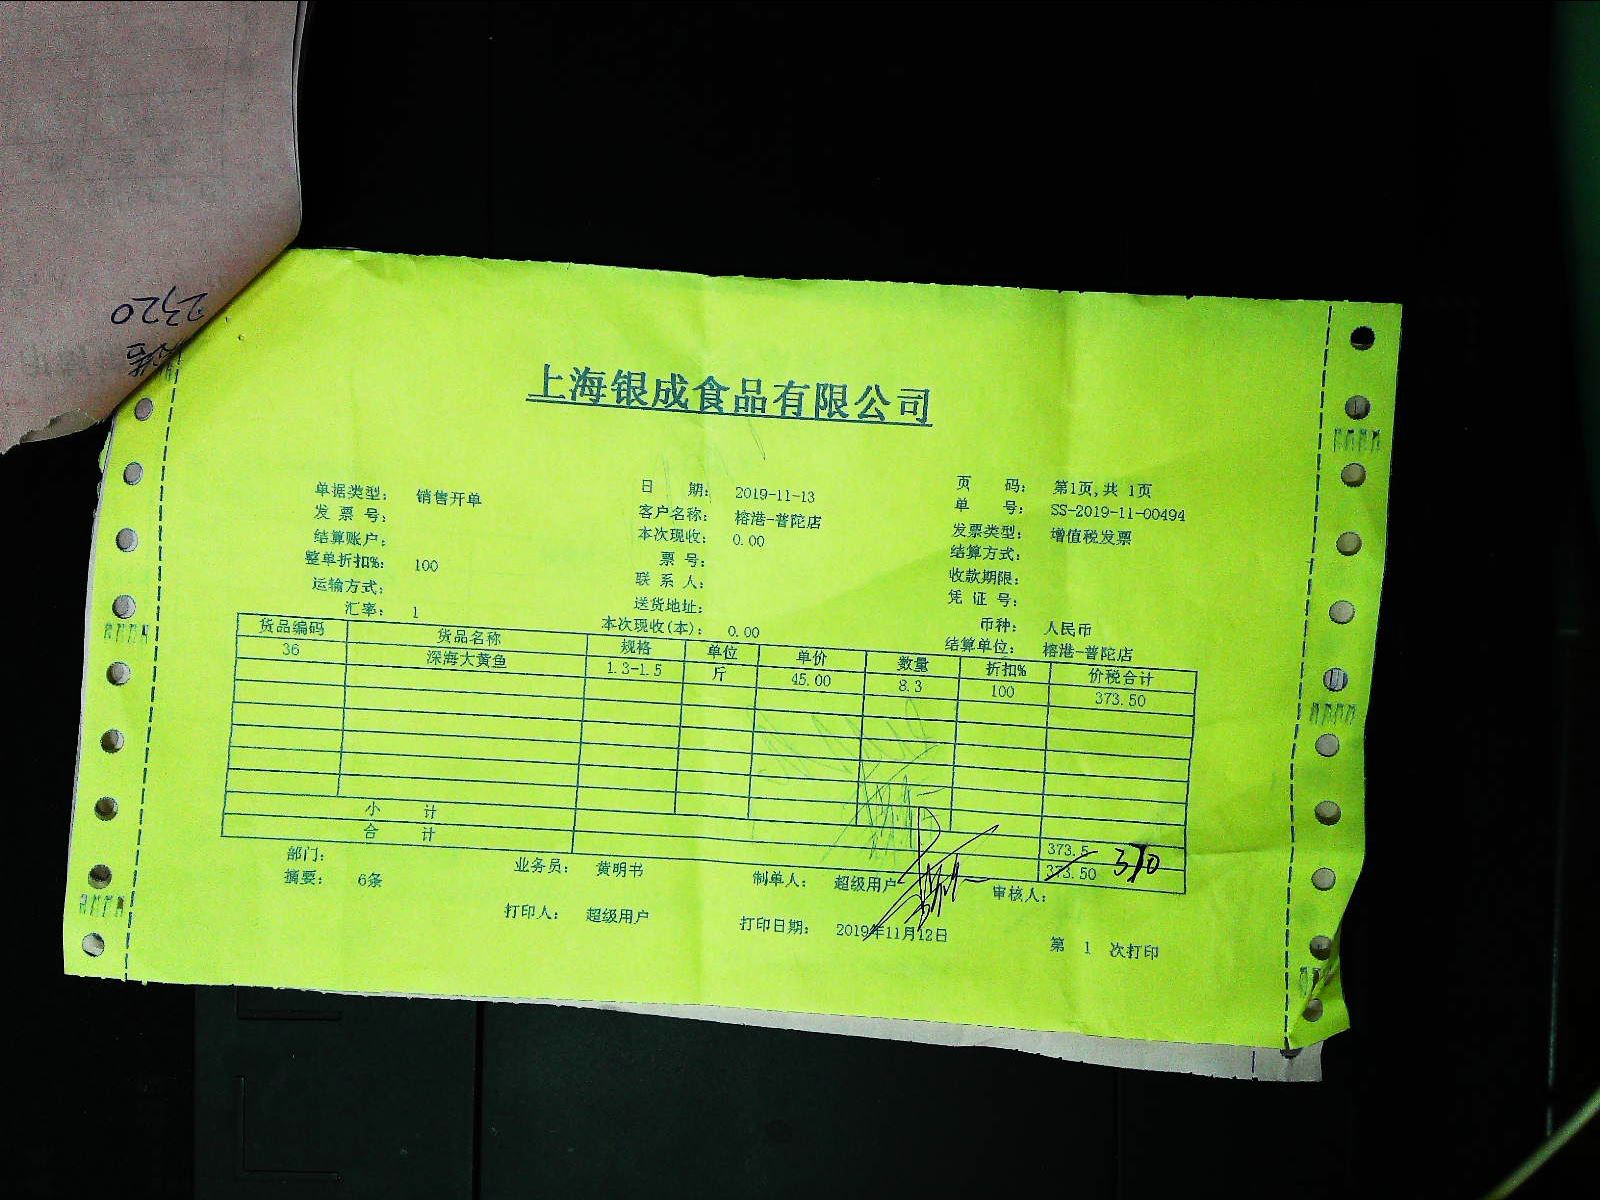 2320
上海银成食品有限公司
单据类型： 销售开单 日 期： 2019-11-13 页 码： 第1页,共 1页
发 票 号： 客户名称： 榕港-普陀店 单 号： SS-2019-11-00494
结算账户： 本次现收： 0.00 发票类型： 增值税发票
整单折扣%： 100 票 号： 结算方式：
运输方式： 联 系 人： 收款期限：
汇率： 1 送货地址： 凭 证 号：
本次现收(本)： 0.00 币种： 人民币
结算单位： 榕港-普陀店
货品编码 货品名称 规格 单位 单价 数量 折扣% 价税合计
36 深海大黄鱼 1.3-1.5 斤 45.00 8.3 100 373.50
小 计 373.5
合 计 373.50 370
部门： 业务员： 黄明书 制单人： 超级用户 审核人：
摘要： 6条
打印人： 超级用户 打印日期： 2019年11月12日 第 1 次打印